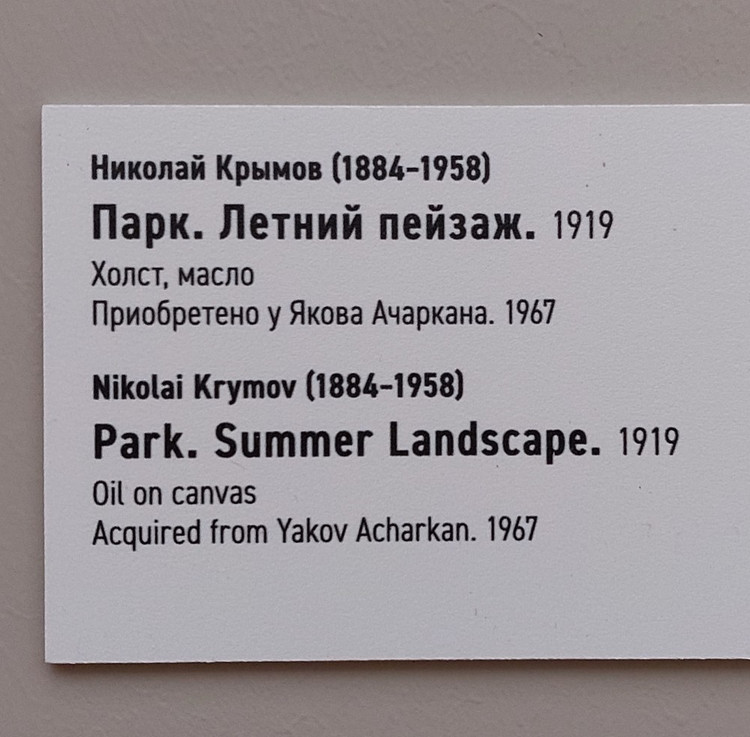 Николай Крымов (1884–1958)
Парк. Летний пейзаж. 1919
Холст, масло
Приобретено у Якова Ачаркана. 1967
Nikolai Krymov (1884–1958)
Park. Summer Landscape. 1919
Oil on canvas
Acquired from Yakov Acharkan. 1967